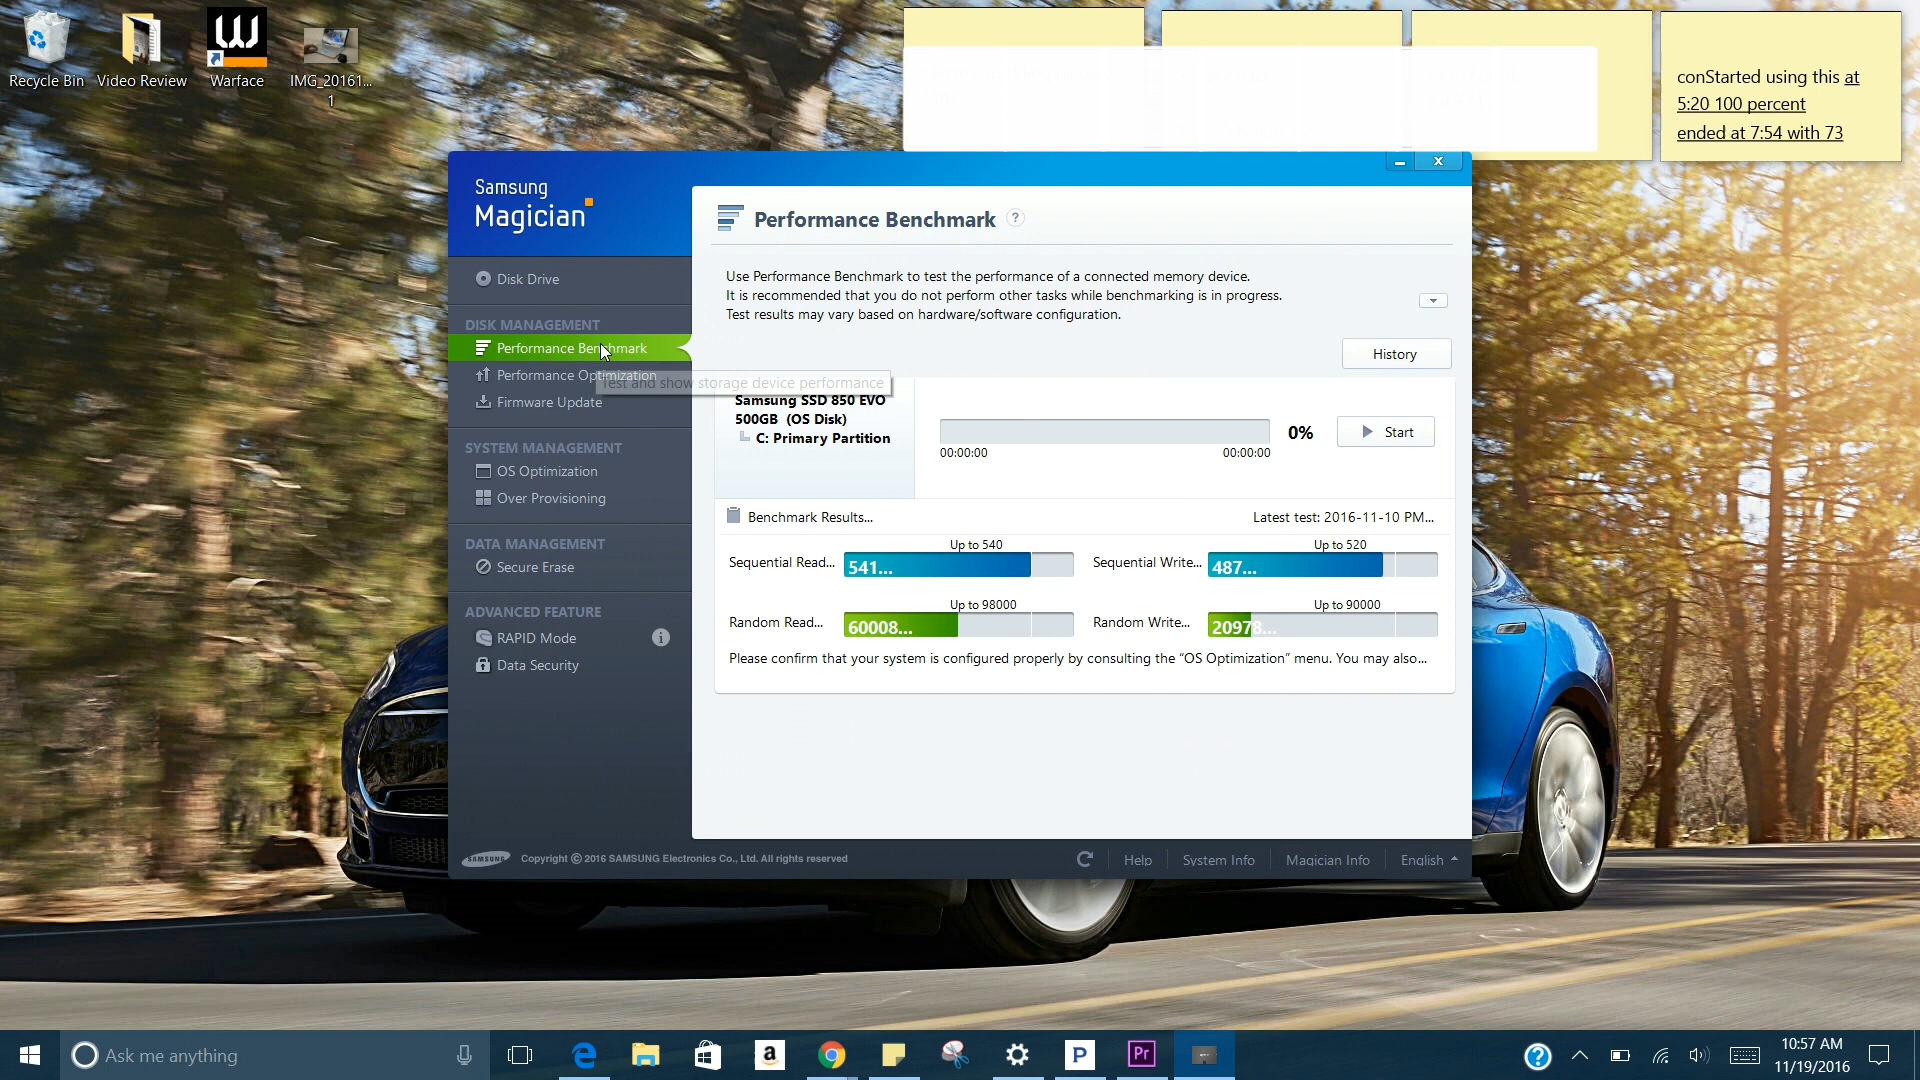 Recycle Bin
Video Review
Warface
IMG_20161...
1
conStarted using this at
5:20 100 percent
ended at 7:54 with 73
Samsung
Magician
Disk Drive
DISK MANAGEMENT
Performance Benchmark
Performance Optimization
Firmware Update
SYSTEM MANAGEMENT
OS Optimization
Over Provisioning
DATA MANAGEMENT
Secure Erase
ADVANCED FEATURE
RAPID Mode
Data Security
Performance Benchmark
Use Performance Benchmark to test the performance of a connected memory device.
It is recommended that you do not perform other tasks while benchmarking is in progress.
Test results may vary based on hardware/software configuration.
History
Test and show storage device performance
Samsung SSD 850 EVO
500GB (OS Disk)
C: Primary Partition
0%
Start
00:00:00
00:00:00
Benchmark Results...
Latest test: 2016-11-10 PM...
Up to 540
Sequential Read...
541...
Up to 520
Sequential Write...
487...
Up to 98000
Random Read...
60008...
Up to 90000
Random Write...
20978...
Please confirm that your system is configured properly by consulting the “OS Optimization” menu. You may also...
SAMSUNG
Copyright © 2016 SAMSUNG Electronics Co., Ltd. All rights reserved
Help
System Info
Magician Info
English
Ask me anything
Pr
10:57 AM
11/19/2016